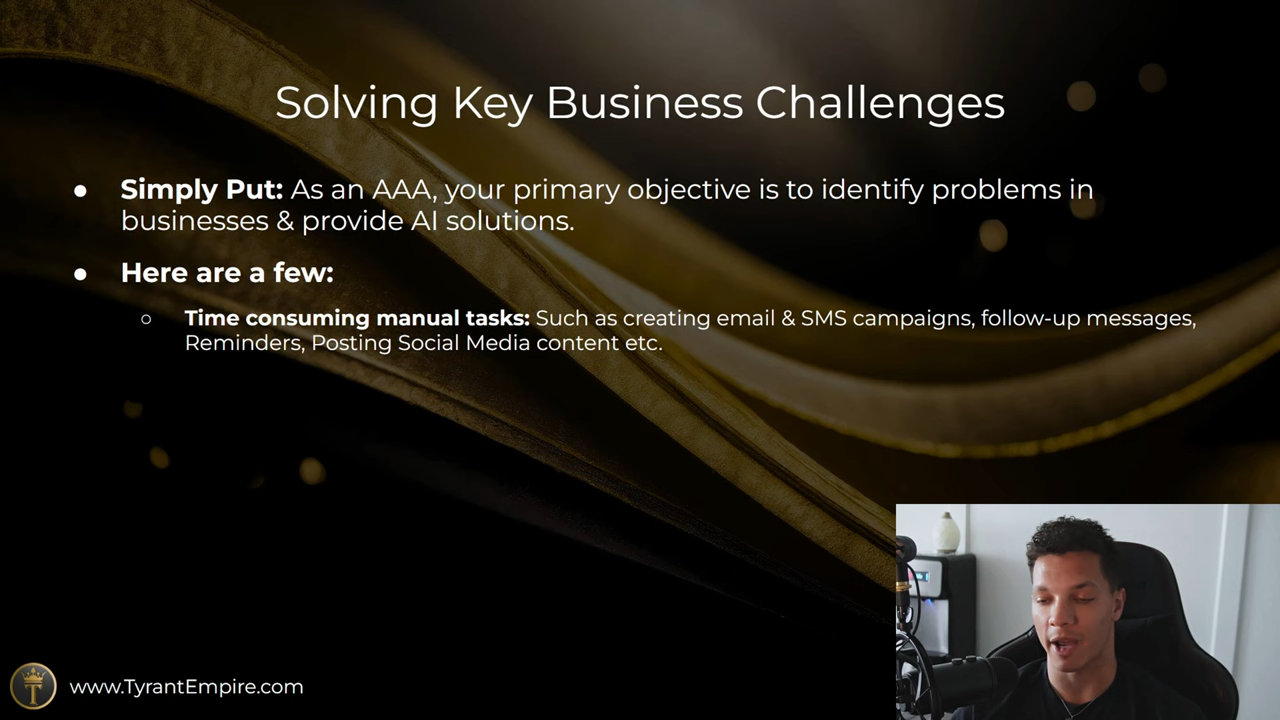 Solving Key Business Challenges
● Simply Put: As an AAA, your primary objective is to identify problems in
businesses & provide AI solutions.
● Here are a few:
○ Time consuming manual tasks: Such as creating email & SMS campaigns, follow-up messages,
Reminders, Posting Social Media content etc.
T www.TyrantEmpire.com